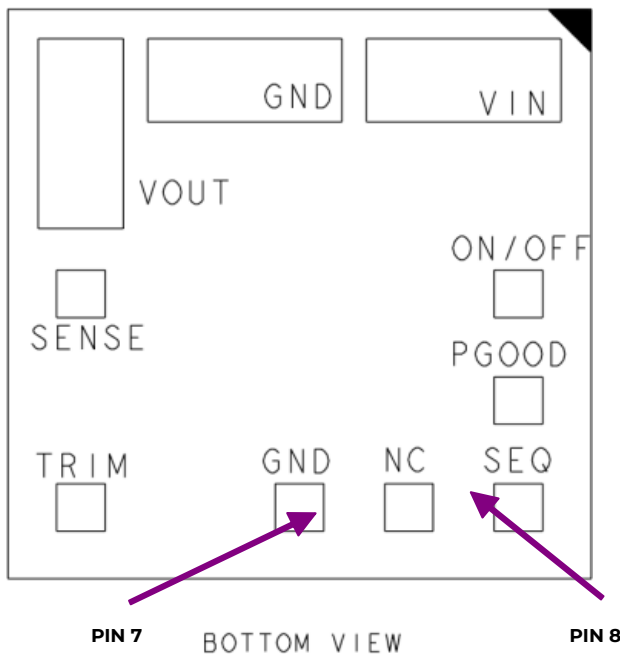 GND
VIN
VOUT
ON/OFF
SENSE
PGOOD
TRIM
GND
NC
SEQ
PIN 7
BOTTOM VIEW
PIN 8